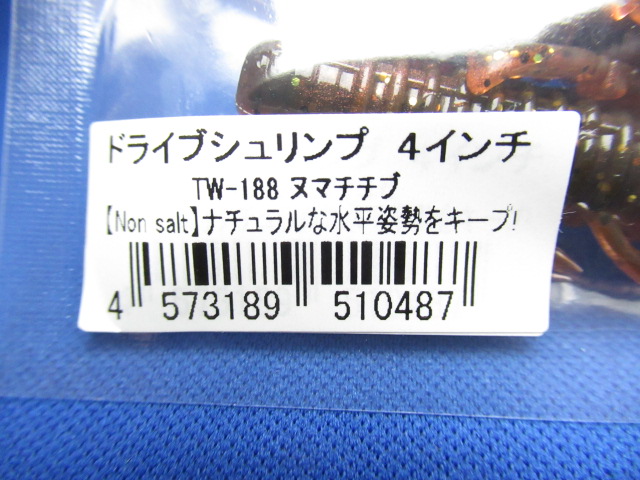 ドライブシュリンプ 4インチ
TW-188 ヌマチチブ
【Non salt】ナチュラルな水平姿勢をキープ!
4 573189 510487